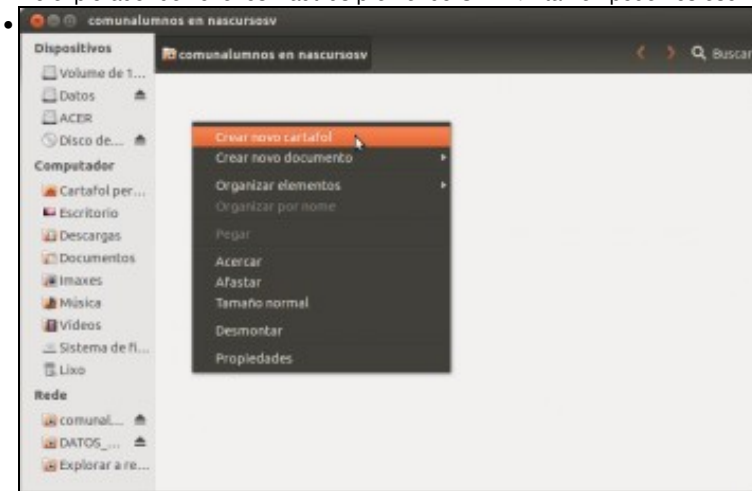 comunalumnos en nascursosv
Dispositivos
Volume de 1...
Datos
ACER
Disco de...
Computador
Cartafol per...
Escritorio
Descargas
Documentos
Imaxes
Música
Vídeos
Sistema de fi...
Lixo
Rede
comunal...
DATOS_...
Explorar a re...
comunalumnos en nascursosv
Buscar
Crear novo cartafol
Crear novo documento
Organizar elementos
Organizar por nome
Pegar
Acercar
Afastar
Tamaño normal
Desmontar
Propiedades